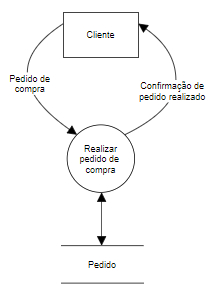 Cliente
Pedido de
compra
Confirmação de
pedido realizado
Realizar
pedido de
compra
Pedido